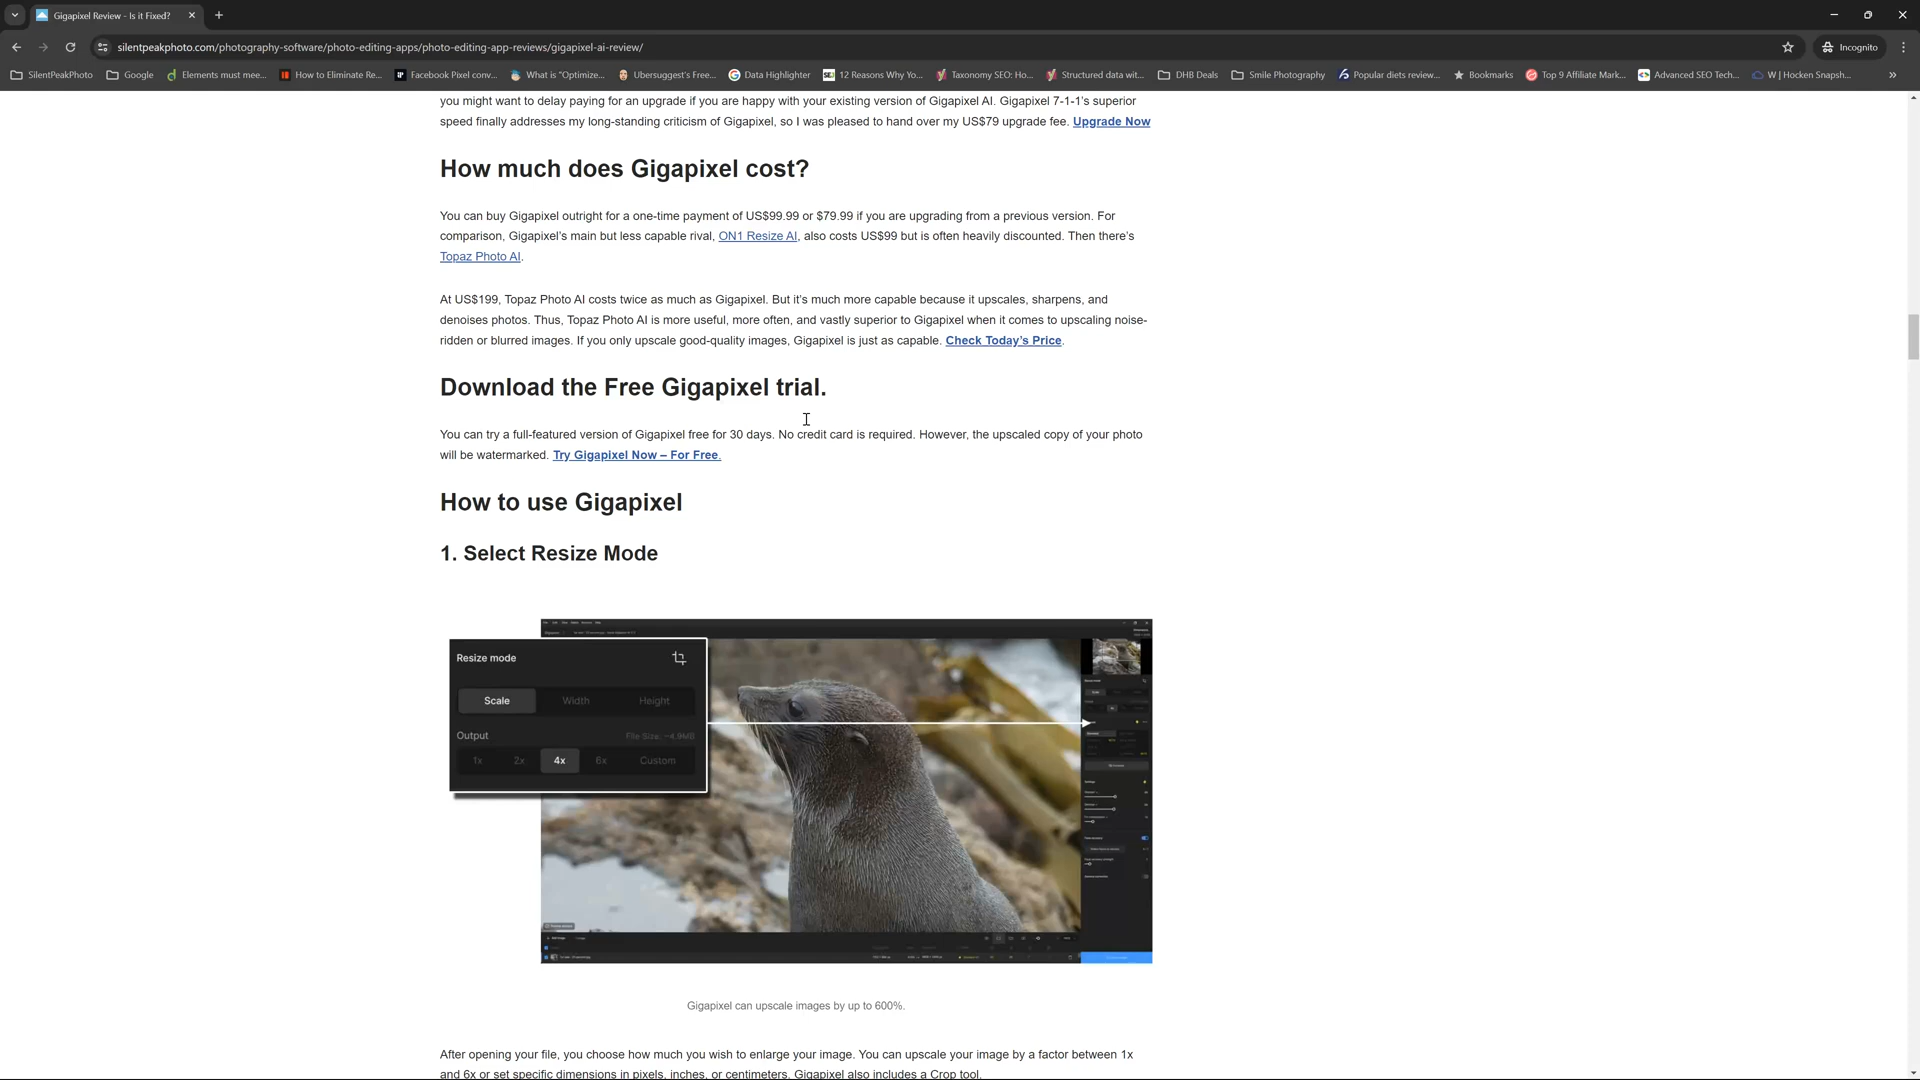 Gigapixel Review - Is it Fixed?
silentpeakphoto.com/photography-software/photo-editing-apps/photo-editing-app-reviews/gigapixel-ai-review/
Incognito
SilentPeakPhoto Google Elements must mee... How to Eliminate Re... Facebook Pixel conv... What is "Optimize... Ubersuggest's Free... Data Highlighter 12 Reasons Why Yo... Taxonomy SEO: Ho... Structured data wit... DHB Deals Smile Photography Popular diets review... Bookmarks Top 9 Affiliate Mark... Advanced SEO Tech... W | Hocken Snapsh...
you might want to delay paying for an upgrade if you are happy with your existing version of Gigapixel AI. Gigapixel 7-1-1's superior
speed finally addresses my long-standing criticism of Gigapixel, so I was pleased to hand over my US$79 upgrade fee. Upgrade Now
How much does Gigapixel cost?
You can buy Gigapixel outright for a one-time payment of US$99.99 or $79.99 if you are upgrading from a previous version. For
comparison, Gigapixel's main but less capable rival, ON1 Resize AI, also costs US$99 but is often heavily discounted. Then there's
Topaz Photo AI.
At US$199, Topaz Photo AI costs twice as much as Gigapixel. But it's much more capable because it upscales, sharpens, and
denoises photos. Thus, Topaz Photo AI is more useful, more often, and vastly superior to Gigapixel when it comes to upscaling noise-
ridden or blurred images. If you only upscale good-quality images, Gigapixel is just as capable. Check Today's Price.
Download the Free Gigapixel trial.
You can try a full-featured version of Gigapixel free for 30 days. No credit card is required. However, the upscaled copy of your photo
will be watermarked. Try Gigapixel Now – For Free.
How to use Gigapixel
1. Select Resize Mode
Resize mode
Scale Width Height
Output File Size: ~4.9MB
1x 2x 4x 6x Custom
Gigapixel can upscale images by up to 600%.
After opening your file, you choose how much you wish to enlarge your image. You can upscale your image by a factor between 1x
and 6x or set specific dimensions in pixels, inches, or centimeters. Gigapixel also includes a Crop tool.